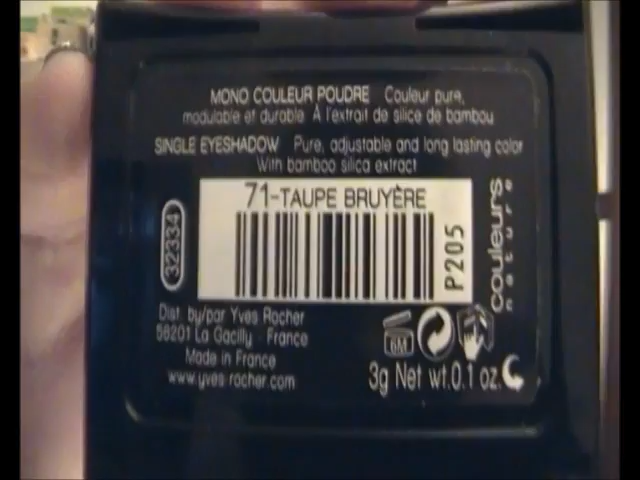 MONO COULEUR POUDRE Couleur pure,
modulable et durable A l'extrait de silice de bambou
SINGLE EYESHADOW Pure, adjustable and long lasting color
With bamboo silica extract
71-TAUPE BRUYÈRE
32334
P205
couleurs
nature
Dist. by/par Yves Rocher
56201 La Gacilly - France
Made in France
www.yves-rocher.com
6M
3g Net wt.0.1 oz.